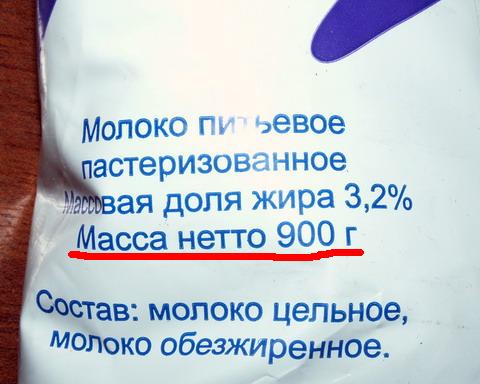 Молоко питьевое
пастеризованное
Массовая доля жира 3,2%
Масса нетто 900 г
Состав: молоко цельное,
молоко обезжиренное.